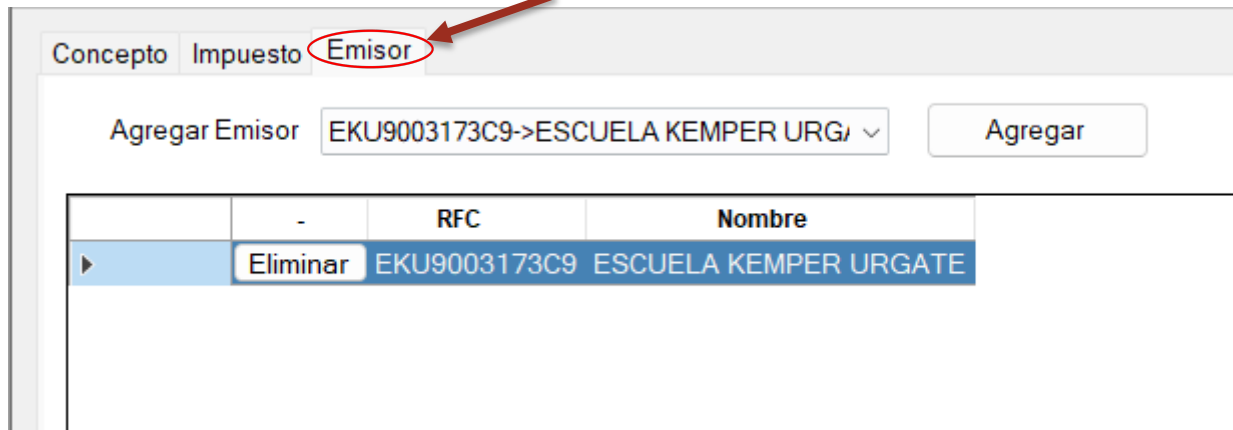 Concepto Impuesto Emisor
Agregar Emisor EKU9003173C9->ESCUELA KEMPER URGA Agregar
- RFC Nombre
Eliminar EKU9003173C9 ESCUELA KEMPER URGATE